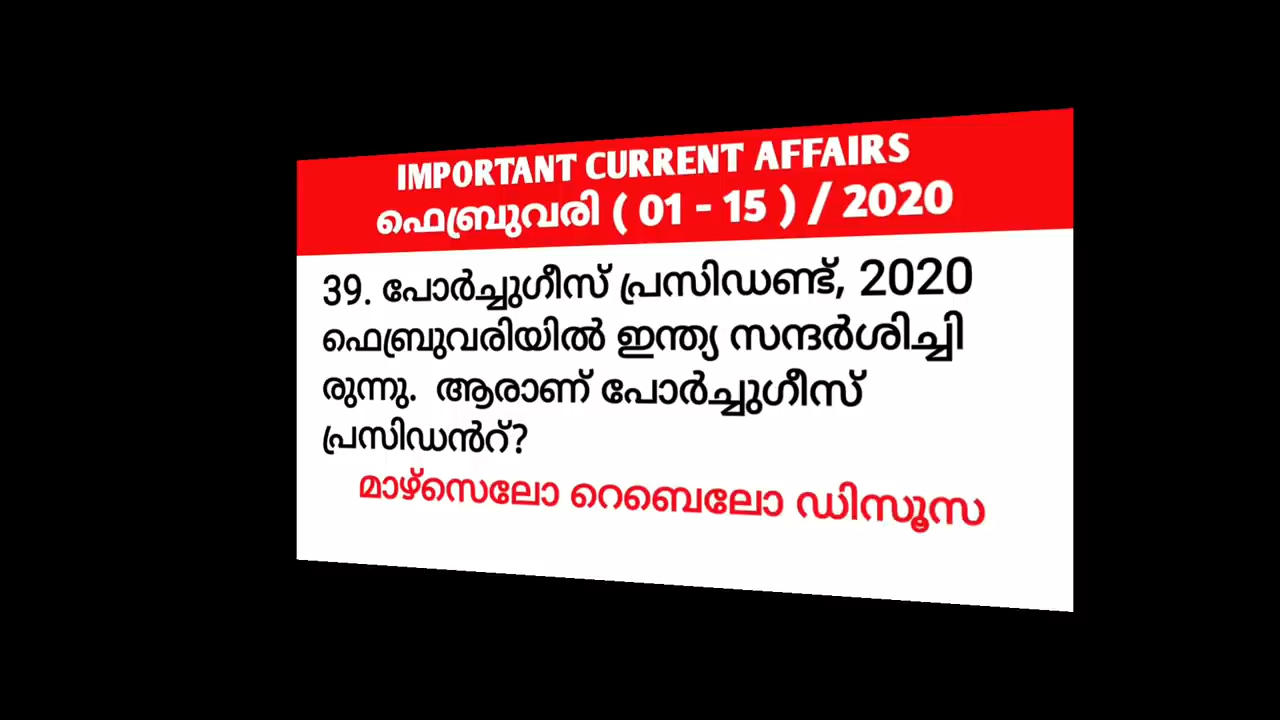 IMPORTANT CURRENT AFFAIRS
ഫെബ്രുവരി ( 01 - 15 ) / 2020
39. പോർച്ചുഗീസ് പ്രസിഡണ്ട്, 2020
ഫെബ്രുവരിയിൽ ഇന്ത്യ സന്ദർശിച്ചി
രുന്നു. ആരാണ് പോർച്ചുഗീസ്
പ്രസിഡൻറ്?
മാഴ്സെലോ റെബെലോ ഡിസൂസ